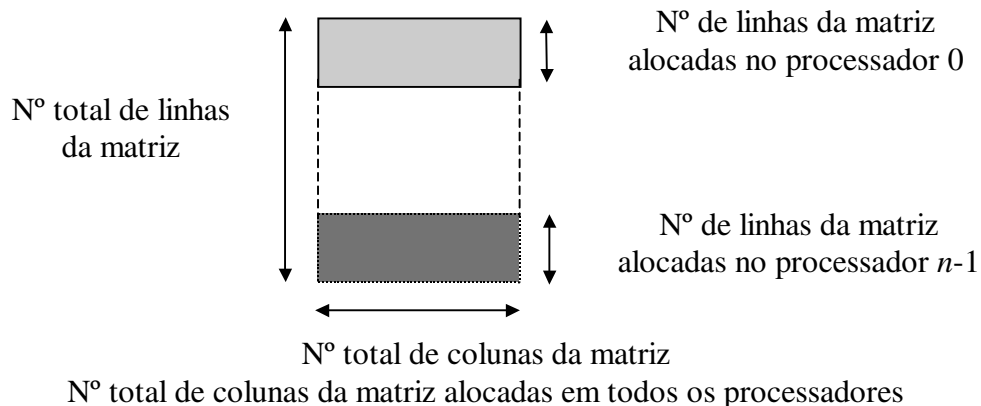 Nº de linhas da matriz
alocadas no processador 0
Nº total de linhas
da matriz
Nº de linhas da matriz
alocadas no processador n-1
Nº total de colunas da matriz
Nº total de colunas da matriz alocadas em todos os processadores